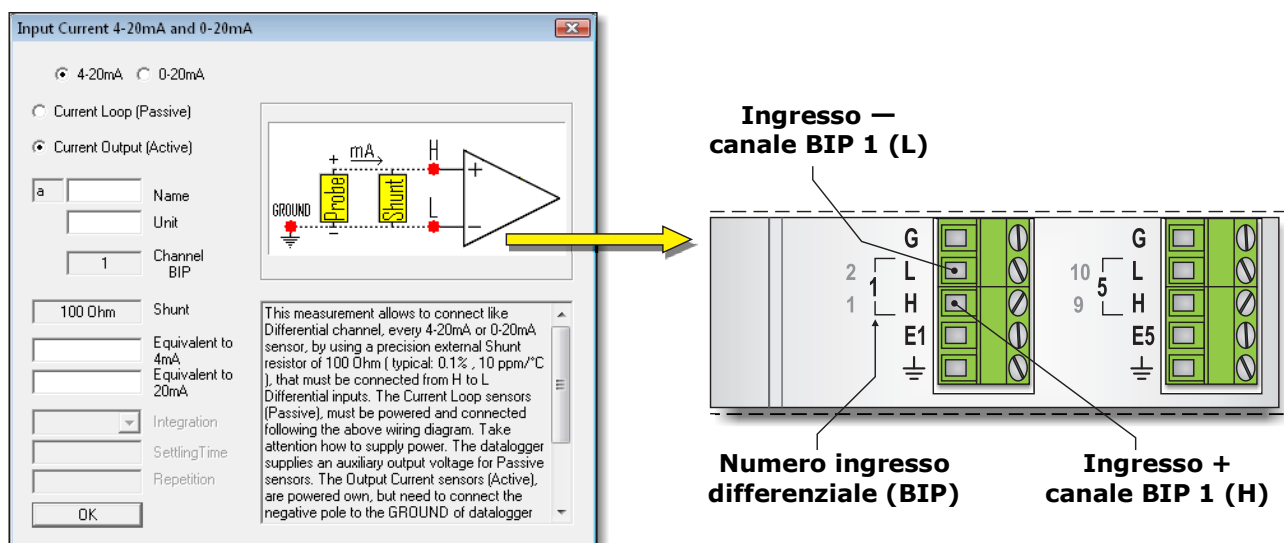 Input Current 4-20mA and 0-20mA
4-20mA 0-20mA
Current Loop (Passive)
Current Output (Active)
a Name
Unit
1 Channel
BIP
100 Ohm Shunt
Equivalent to
4mA
Equivalent to
20mA
Integration
SettlingTime
Repetition
OK
mA
H
+
+
GROUND
Probe
Shunt
L
-
-
This measurement allows to connect like
Differential channel, every 4-20mA or 0-20mA
sensor, by using a precision external Shunt
resistor of 100 Ohm ( typical: 0.1% , 10 ppm/°C
), that must be connected from H to L
Differential inputs. The Current Loop sensors
(Passive), must be powered and connected
following the above wiring diagram. Take
attention how to supply power. The datalogger
supplies an auxiliary output voltage for Passive
sensors. The Output Current sensors (Active),
are powered own, but need to connect the
negative pole to the GROUND of datalogger
Ingresso —
canale BIP 1 (L)
G
2 L
1
1 H
E1
G
10 L
5
9 H
E5
Numero ingresso
differenziale (BIP)
Ingresso +
canale BIP 1 (H)